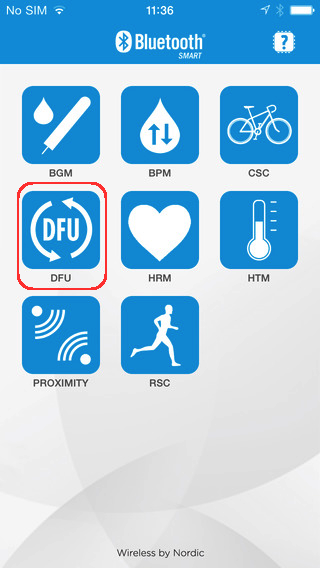 No SIM 11:36
Bluetooth®
SMART
?
BGM BPM CSC
DFU
DFU HRM HTM
PROXIMITY RSC
Wireless by Nordic